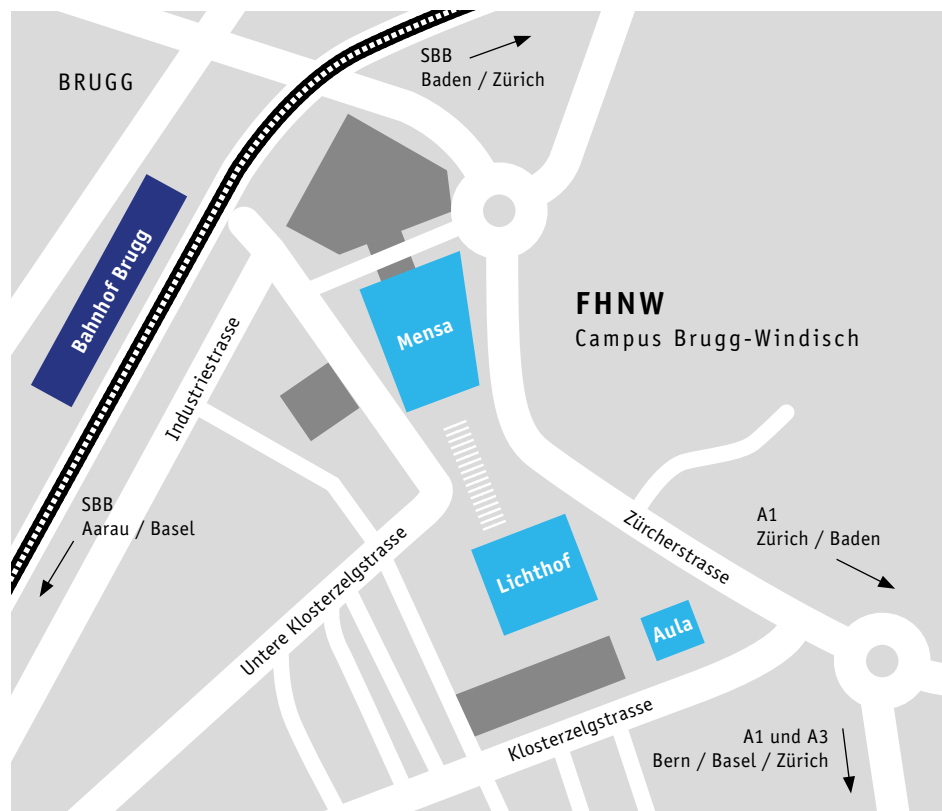 SBB
Baden / Zürich
BRUGG
Bahnhof Brugg
FHNW
Campus Brugg-Windisch
Mensa
Industriestrasse
SBB
Aarau / Basel
A1
Zürich / Baden
Zürcherstrasse
Untere Klosterzelgstrasse
Lichthof
Aula
Klosterzelgstrasse
A1 und A3
Bern / Basel / Zürich